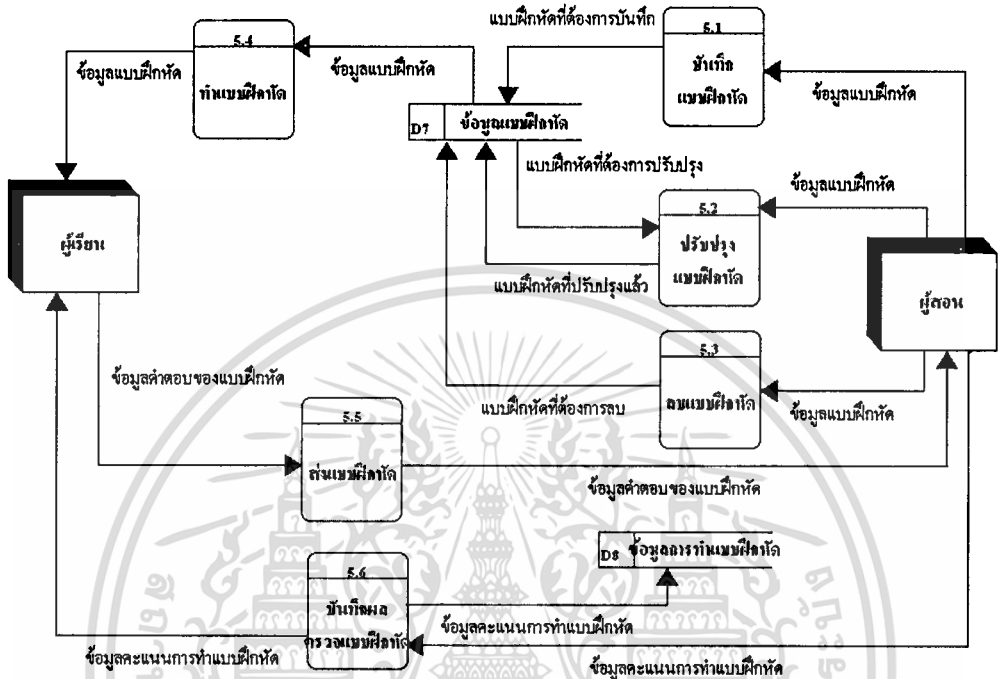 แบบฝึกหัดที่ต้องการบันทึก
5.4
ทำแบบฝึกหัด
ข้อมูลแบบฝึกหัด
ข้อมูลแบบฝึกหัด
5.1
บันทึก
แบบฝึกหัด
ข้อมูลแบบฝึกหัด
D7 ข้อมูลแบบฝึกหัด
แบบฝึกหัดที่ต้องการปรับปรุง
ข้อมูลแบบฝึกหัด
5.2
ปรับปรุง
แบบฝึกหัด
ผู้เรียน
แบบฝึกหัดที่ปรับปรุงแล้ว
ผู้สอน
5.3
ลบแบบฝึกหัด
ข้อมูลคำตอบของแบบฝึกหัด
แบบฝึกหัดที่ต้องการลบ
ข้อมูลแบบฝึกหัด
5.5
ส่งแบบฝึกหัด
ข้อมูลคำตอบของแบบฝึกหัด
D8 ข้อมูลการทำแบบฝึกหัด
5.6
บันทึกผล
ตรวจแบบฝึกหัด
ข้อมูลคะแนนการทำแบบฝึกหัด
ข้อมูลคะแนนการทำแบบฝึกหัด
ข้อมูลคะแนนการทำแบบฝึกหัด